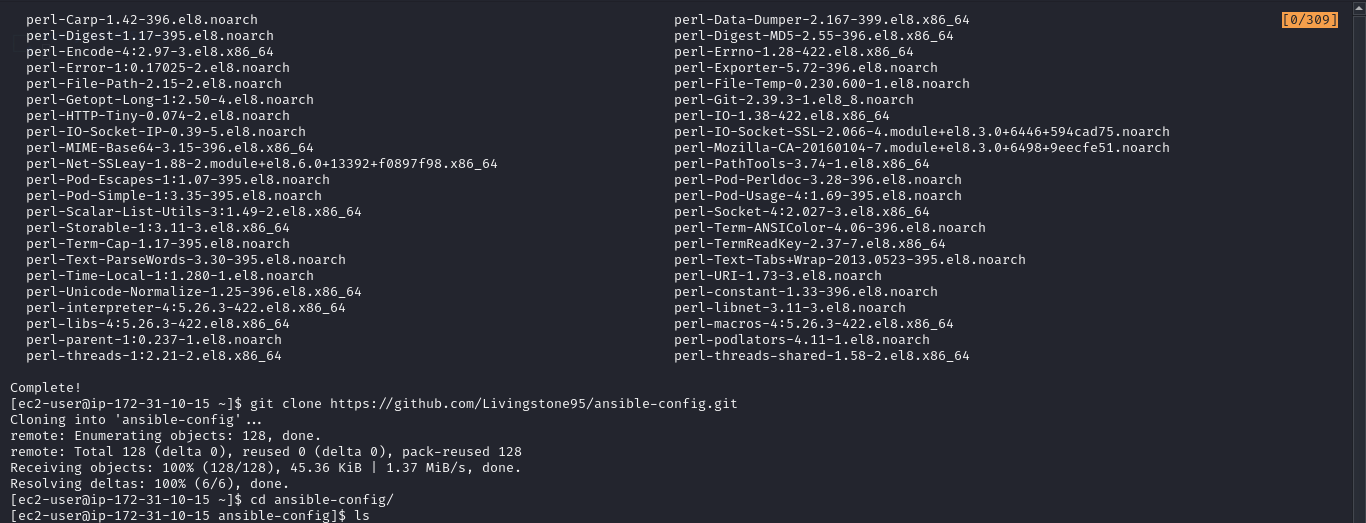 perl-Carp-1.42-396.el8.noarch perl-Data-Dumper-2.167-399.el8.x86_64 [0/309]
perl-Digest-1.17-395.el8.noarch perl-Digest-MD5-2.55-396.el8.x86_64
perl-Encode-4:2.97-3.el8.x86_64 perl-Errno-1.28-422.el8.x86_64
perl-Error-1:0.17025-2.el8.noarch perl-Exporter-5.72-396.el8.noarch
perl-File-Path-2.15-2.el8.noarch perl-File-Temp-0.230.600-1.el8.noarch
perl-Getopt-Long-1:2.50-4.el8.noarch perl-Git-2.39.3-1.el8_8.noarch
perl-HTTP-Tiny-0.074-2.el8.noarch perl-IO-1.38-422.el8.x86_64
perl-IO-Socket-IP-0.39-5.el8.noarch perl-IO-Socket-SSL-2.066-4.module+el8.3.0+6446+594cad75.noarch
perl-MIME-Base64-3.15-396.el8.x86_64 perl-Mozilla-CA-20160104-7.module+el8.3.0+6498+9eecfe51.noarch
perl-Net-SSLeay-1.88-2.module+el8.6.0+13392+f0897f98.x86_64 perl-PathTools-3.74-1.el8.x86_64
perl-Pod-Escapes-1:1.07-395.el8.noarch perl-Pod-Perldoc-3.28-396.el8.noarch
perl-Pod-Simple-1:3.35-395.el8.noarch perl-Pod-Usage-4:1.69-395.el8.noarch
perl-Scalar-List-Utils-3:1.49-2.el8.x86_64 perl-Socket-4:2.027-3.el8.x86_64
perl-Storable-1:3.11-3.el8.x86_64 perl-Term-ANSIColor-4.06-396.el8.noarch
perl-Term-Cap-1.17-395.el8.noarch perl-TermReadKey-2.37-7.el8.x86_64
perl-Text-ParseWords-3.30-395.el8.noarch perl-Text-Tabs+Wrap-2013.0523-395.el8.noarch
perl-Time-Local-1:1.280-1.el8.noarch perl-URI-1.73-3.el8.noarch
perl-Unicode-Normalize-1.25-396.el8.x86_64 perl-constant-1.33-396.el8.noarch
perl-interpreter-4:5.26.3-422.el8.x86_64 perl-libnet-3.11-3.el8.noarch
perl-libs-4:5.26.3-422.el8.x86_64 perl-macros-4:5.26.3-422.el8.x86_64
perl-parent-1:0.237-1.el8.noarch perl-podlators-4.11-1.el8.noarch
perl-threads-1:2.21-2.el8.x86_64 perl-threads-shared-1.58-2.el8.x86_64
Complete!
[ec2-user@ip-172-31-10-15 ~]$ git clone https://github.com/Livingstone95/ansible-config.git
Cloning into 'ansible-config'...
remote: Enumerating objects: 128, done.
remote: Total 128 (delta 0), reused 0 (delta 0), pack-reused 128
Receiving objects: 100% (128/128), 45.36 KiB | 1.37 MiB/s, done.
Resolving deltas: 100% (6/6), done.
[ec2-user@ip-172-31-10-15 ~]$ cd ansible-config/
[ec2-user@ip-172-31-10-15 ansible-config]$ ls